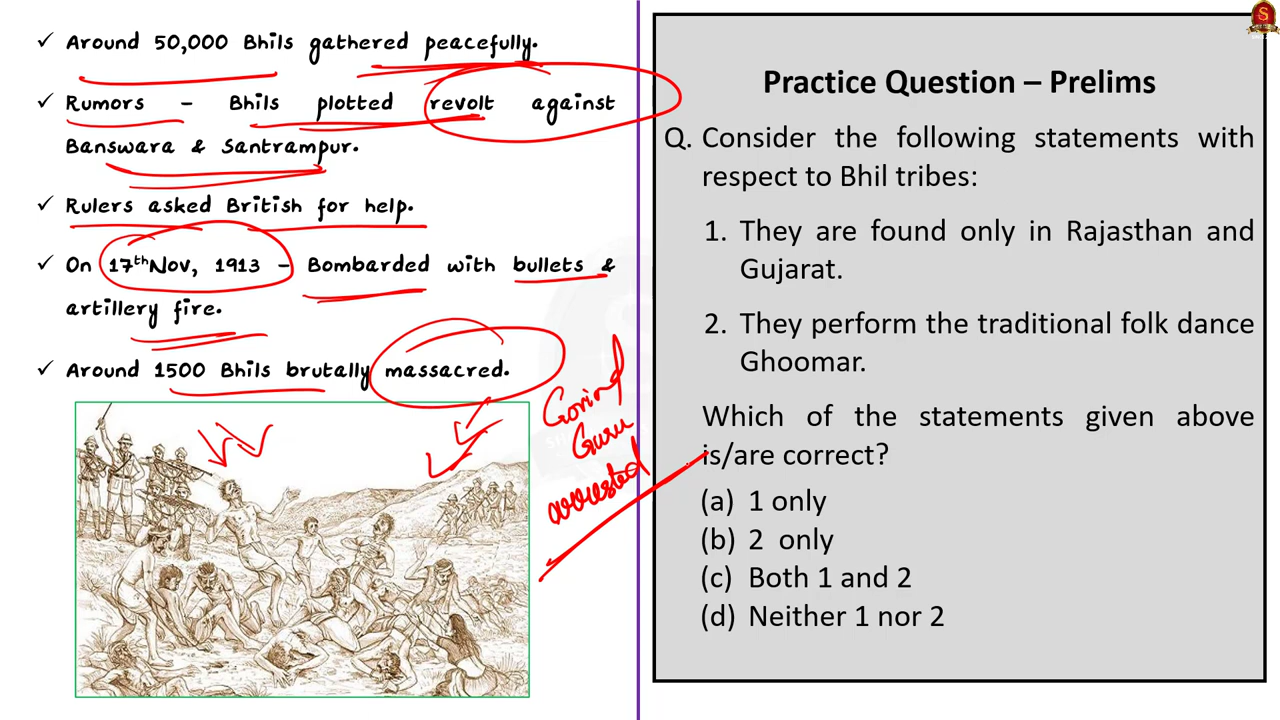 ✓ Around 50,000 Bhils gathered peacefully.
✓ Rumors - Bhils plotted revolt against
Banswara & Santrampur.
✓ Rulers asked British for help.
✓ On 17thNov, 1913 - Bombarded with bullets &
artillery fire.
✓ Around 1500 Bhils brutally massacred.
Govind
Guru
arrested
Practice Question – Prelims
Q. Consider the following statements with
respect to Bhil tribes:
1. They are found only in Rajasthan and
Gujarat.
2. They perform the traditional folk dance
Ghoomar.
Which of the statements given above
is/are correct?
(a) 1 only
(b) 2 only
(c) Both 1 and 2
(d) Neither 1 nor 2
S